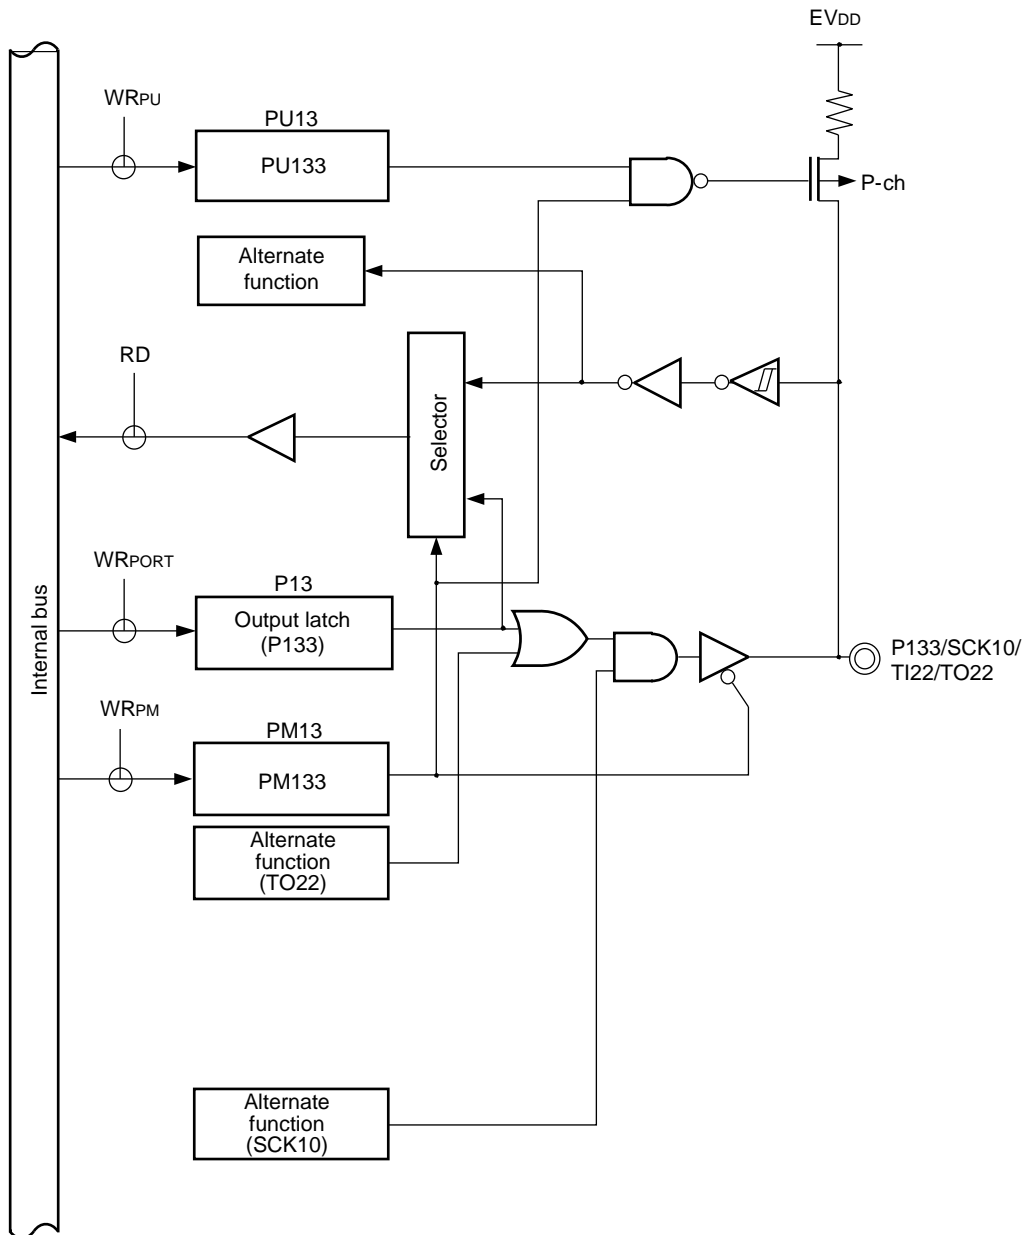 EVDD
WRPU
PU13
PU133
P-ch
Alternate
function
RD
Selector
WRPORT
P13
Output latch
(P133)
Internal bus
P133/SCK10/
TI22/TO22
WRPM
PM13
PM133
Alternate
function
(TO22)
Alternate
function
(SCK10)